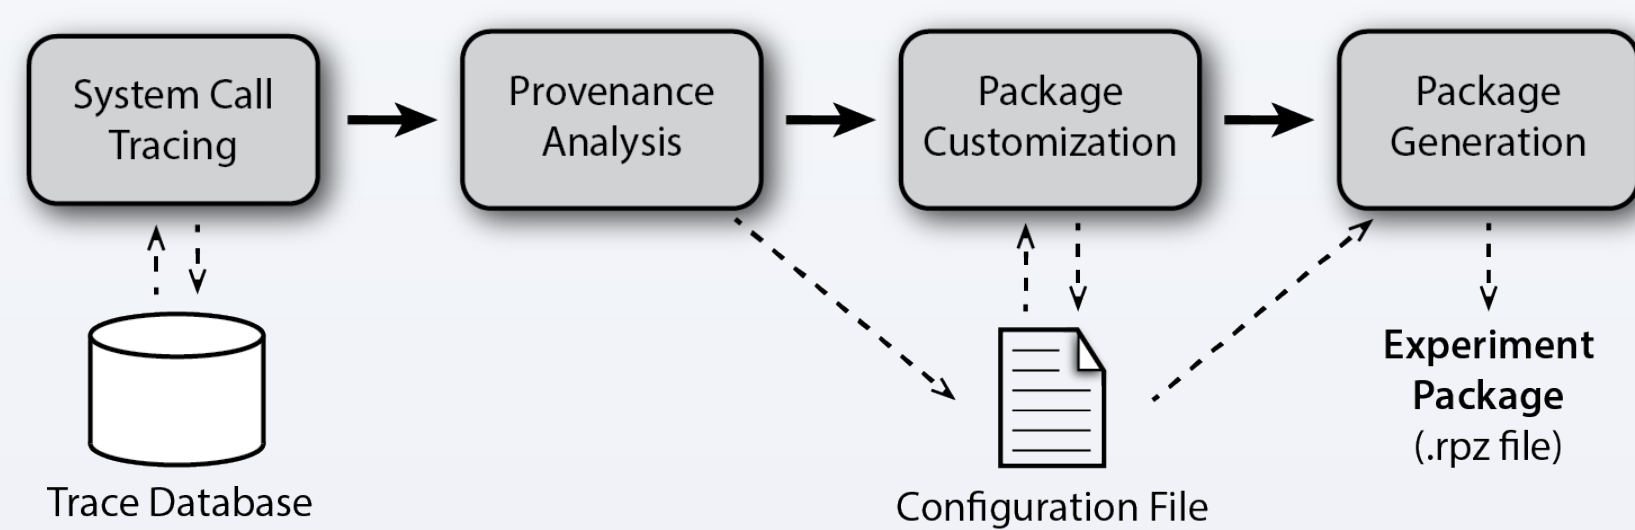 System Call
Tracing
Provenance
Analysis
Package
Customization
Package
Generation
Trace Database
Configuration File
Experiment
Package
(.rpz file)